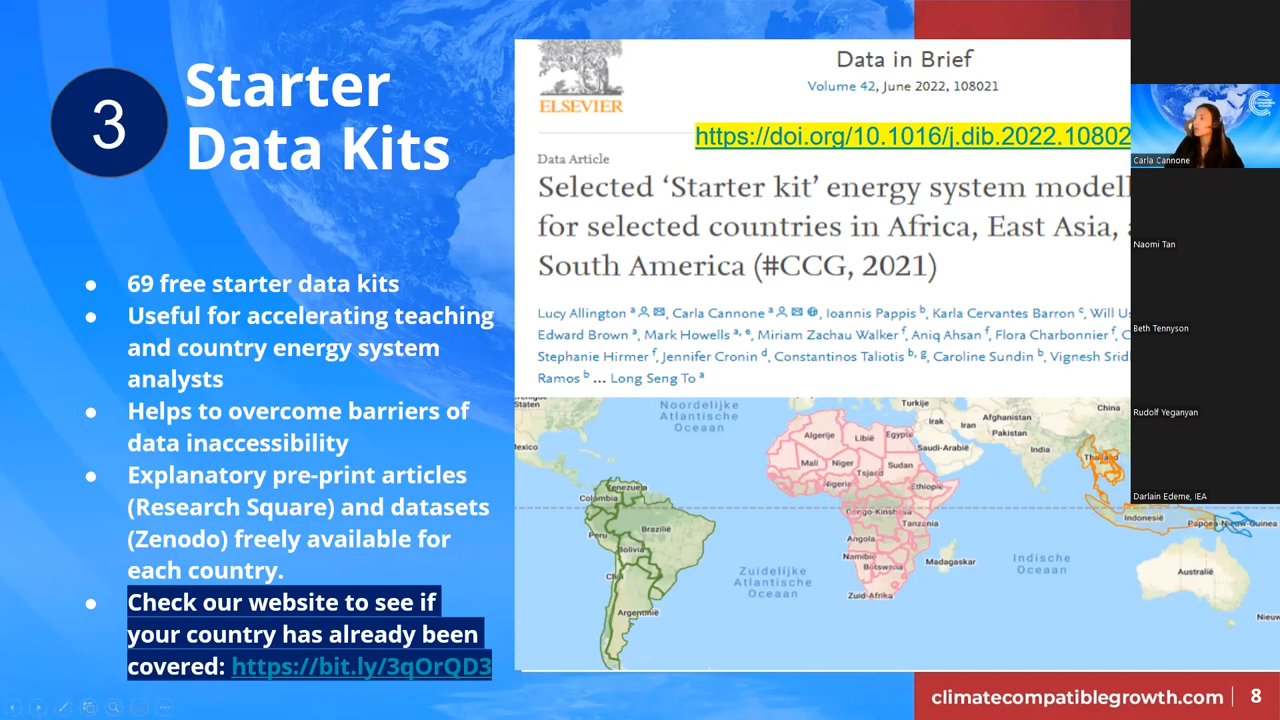 3
Starter
Data Kits
69 free starter data kits
Useful for accelerating teaching
and country energy system
analysts
Helps to overcome barriers of
data inaccessibility
Explanatory pre-print articles
(Research Square) and datasets
(Zenodo) freely available for
each country.
Check our website to see if
your country has already been
covered: https://bit.ly/3qOrQD3
ELSEVIER
Data in Brief
Volume 42, June 2022, 108021
https://doi.org/10.1016/j.dib.2022.10802
Data Article
Selected ‘Starter kit’ energy system modell
for selected countries in Africa, East Asia,
South America (#CCG, 2021)
Lucy Allington a, Carla Cannone a, Ioannis Pappis b, Karla Cervantes Barron c, Will Us
Edward Brown a, Mark Howells a, e, Miriam Zachau Walker f, Aniq Ahsan f, Flora Charbonnier f, C
Stephanie Hirmer f, Jennifer Cronin d, Constantinos Taliotis b, g, Caroline Sundin b, Vignesh Sridl
Ramos b ... Long Seng To a
Staten
Noordelijke
Atlantische
Oceaan
Turkije
Afghanistan
China
Irak
Iran
Pakistan
Algerije
Libië
Egypte
Saudi-Arabië
India
Mexico
Mali
Niger
Sudan
Tsjaad
Thailand
Nigeria
Ethiopië
Venezuela
Colombia
Congo-Kinshasa
Indonesië
Papoea-Nieuw-Guinea
Tanzania
Brazilië
Peru
Angola
Bolivia
Namibië
Madagaskar
Indische
Oceaan
Botswana
Chili
Zuidelijke
Atlantische
Oceaan
Australië
Zuid-Afrika
Argentinië
Nieuw
Carla Cannone
Naomi Tan
Beth Tennyson
Rudolf Yeganyan
Darlain Edeme, IEA
climatecompatiblegrowth.com | 8